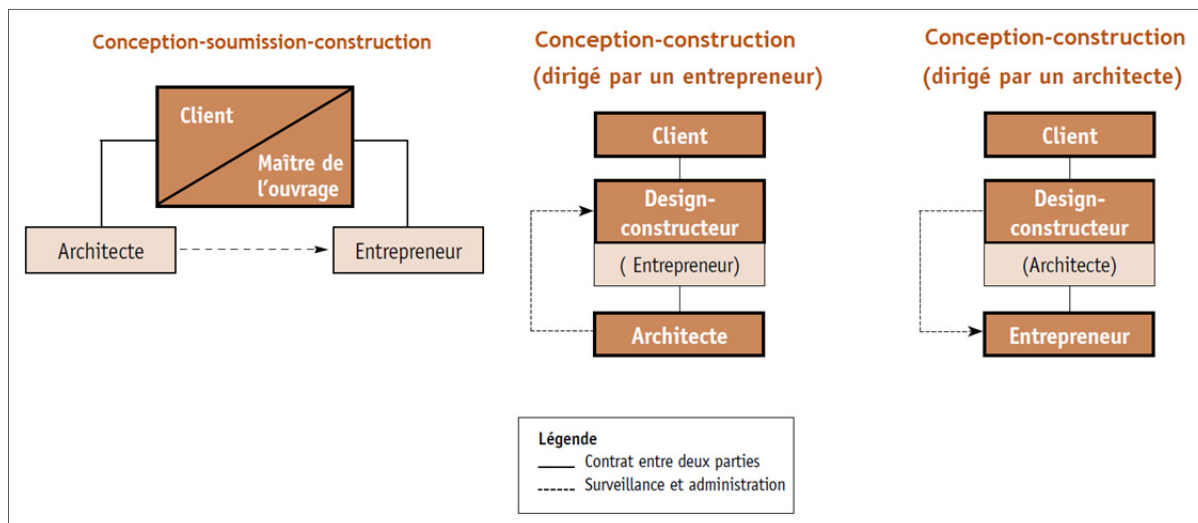 Conception-soumission-construction
Client
Maître de
l'ouvrage
Architecte
Entrepreneur
Conception-construction
(dirigé par un entrepreneur)
Client
Design-
constructeur
( Entrepreneur)
Architecte
Conception-construction
(dirigé par un architecte)
Client
Design-
constructeur
(Architecte)
Entrepreneur
Légende
Contrat entre deux parties
Surveillance et administration